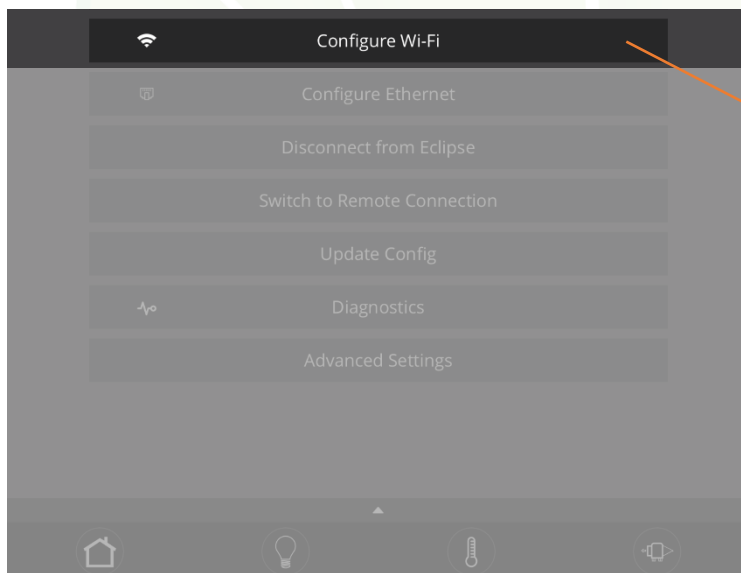 Configure Wi-Fi
Configure Ethernet
Disconnect from Eclipse
Switch to Remote Connection
Update Config
Diagnostics
Advanced Settings